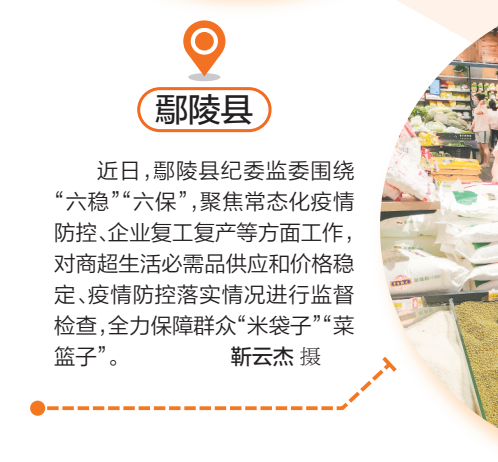 鄢陵县
近日，鄢陵县纪委监委围绕
“六稳”“六保”，聚焦常态化疫情
防控、企业复工复产等方面工作，
对商超生活必需品供应和价格稳
定、疫情防控落实情况进行监督
检查，全力保障群众“米袋子”“菜
篮子”。 靳云杰 摄